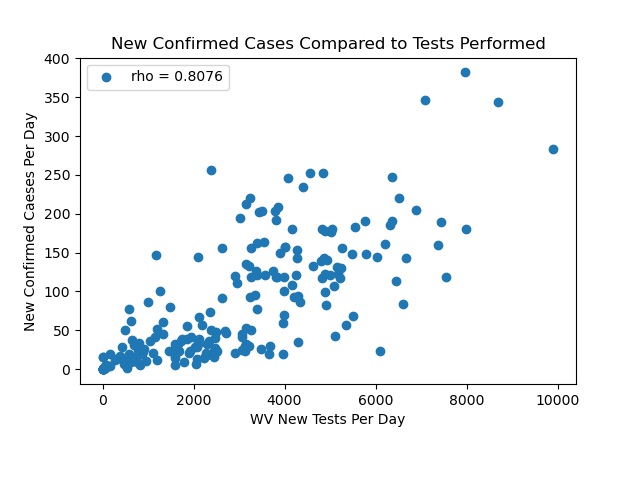 New Confirmed Cases Compared to Tests Performed
rho = 0.8076
400
350
300
250
200
150
100
50
0
New Confirmed Caeses Per Day
0 2000 4000 6000 8000 10000
WV New Tests Per Day